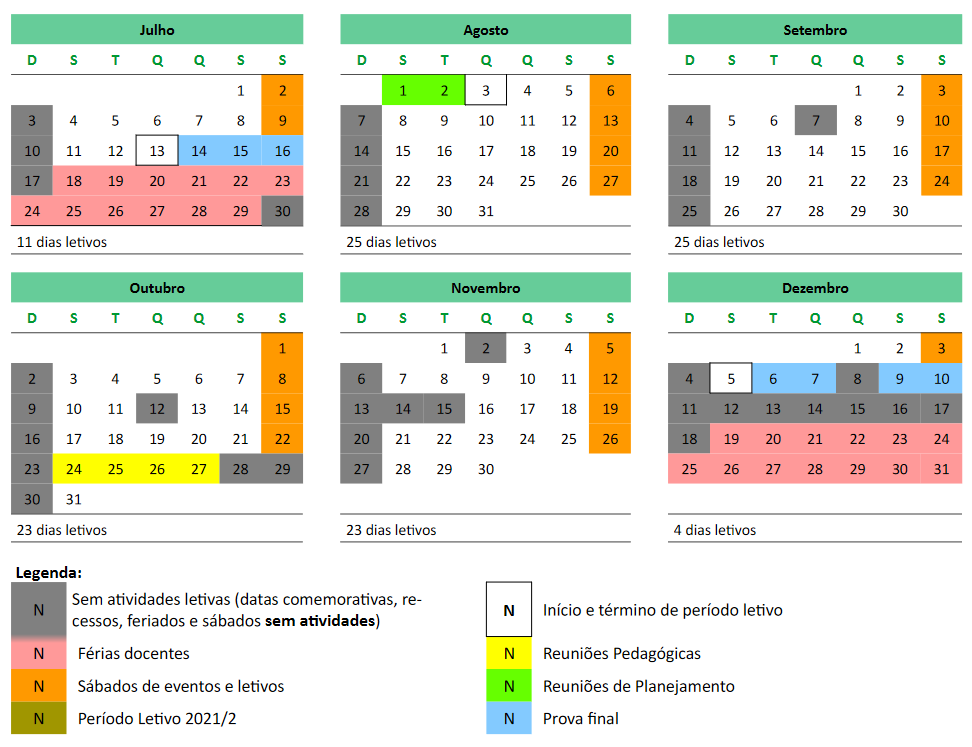 Julho Agosto Setembro
D S T Q Q S S D S T Q Q S S D S T Q Q S S
1 2 1 2 3 4 5 6 1 2 3
3 4 5 6 7 8 9 7 8 9 10 11 12 13 4 5 6 7 8 9 10
10 11 12 13 14 15 16 14 15 16 17 18 19 20 11 12 13 14 15 16 17
17 18 19 20 21 22 23 21 22 23 24 25 26 27 18 19 20 21 22 23 24
24 25 26 27 28 29 30 28 29 30 31 25 26 27 28 29 30
11 dias letivos 25 dias letivos 25 dias letivos
Outubro Novembro Dezembro
D S T Q Q S S D S T Q Q S S D S T Q Q S S
1 1 2 3 4 5 1 2 3
2 3 4 5 6 7 8 6 7 8 9 10 11 12 4 5 6 7 8 9 10
9 10 11 12 13 14 15 13 14 15 16 17 18 19 11 12 13 14 15 16 17
16 17 18 19 20 21 22 20 21 22 23 24 25 26 18 19 20 21 22 23 24
23 24 25 26 27 28 29 27 28 29 30 25 26 27 28 29 30 31
30 31
23 dias letivos 23 dias letivos 4 dias letivos
Legenda:
N Sem atividades letivas (datas comemorativas, re-
cessos, feriados e sábados sem atividades)
N Início e término de período letivo
N Férias docentes N Reuniões Pedagógicas
N Sábados de eventos e letivos N Reuniões de Planejamento
N Período Letivo 2021/2 N Prova final